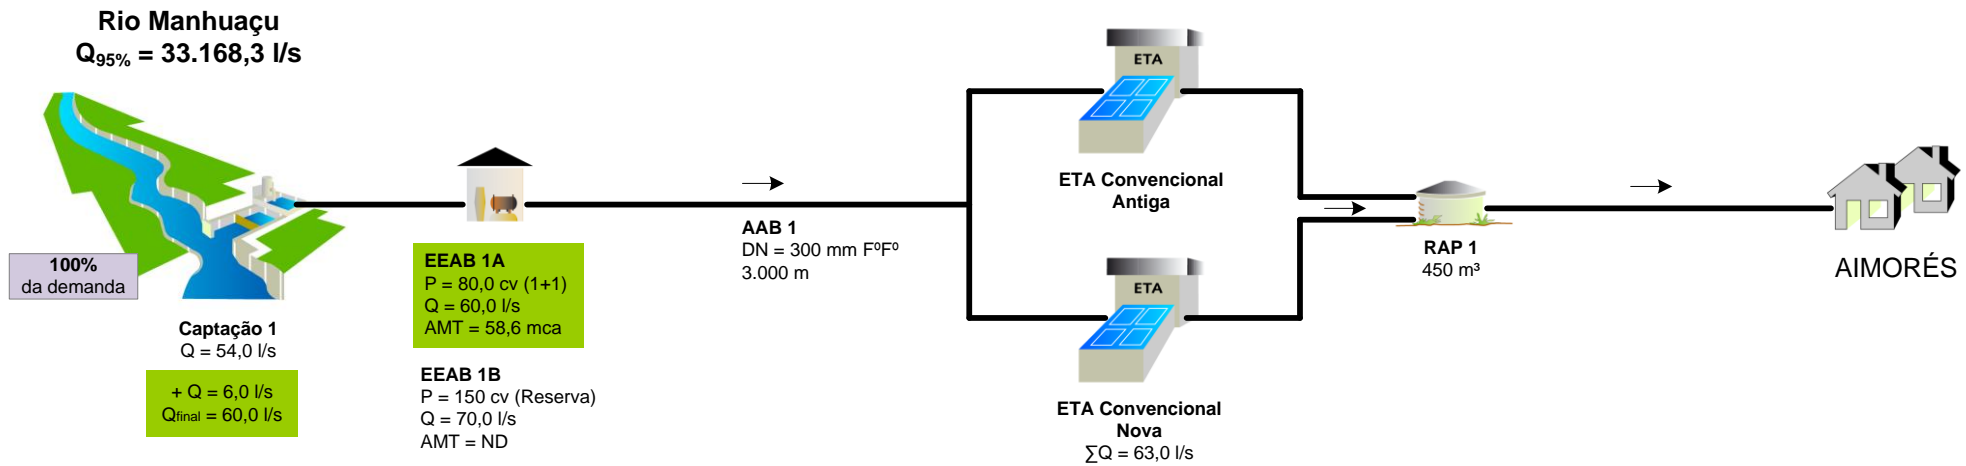 Rio Manhuaçu
Q95% = 33.168,3 l/s
100%
da demanda
Captação 1
Q = 54,0 l/s
+ Q = 6,0 l/s
Qfinal = 60,0 l/s
EEAB 1A
P = 80,0 cv (1+1)
Q = 60,0 l/s
AMT = 58,6 mca
EEAB 1B
P = 150 cv (Reserva)
Q = 70,0 l/s
AMT = ND
AAB 1
DN = 300 mm FºFº
3.000 m
ETA
ETA Convencional
Antiga
ETA
ETA Convencional
Nova
∑Q = 63,0 l/s
RAP 1
450 m³
AIMORÉS